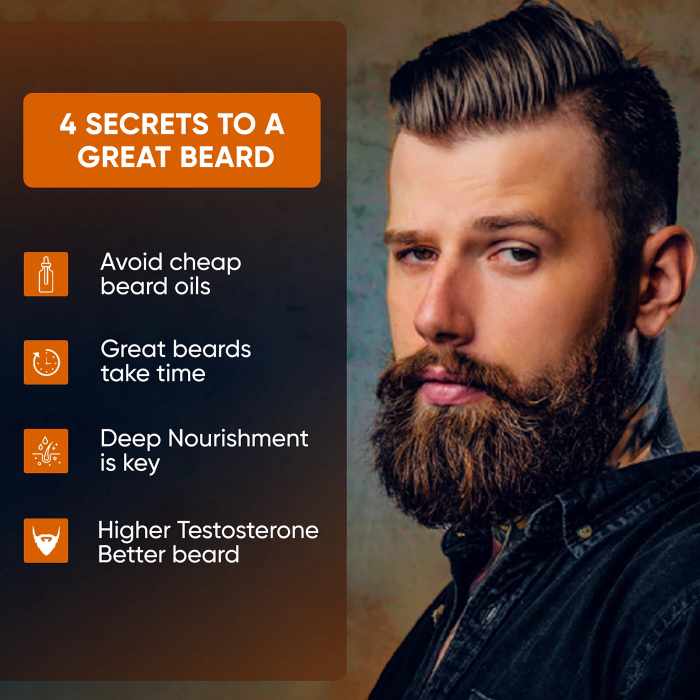 4 SECRETS TO A
GREAT BEARD
Avoid cheap
beard oils
Great beards
take time
Deep Nourishment
is key
Higher Testosterone
Better beard